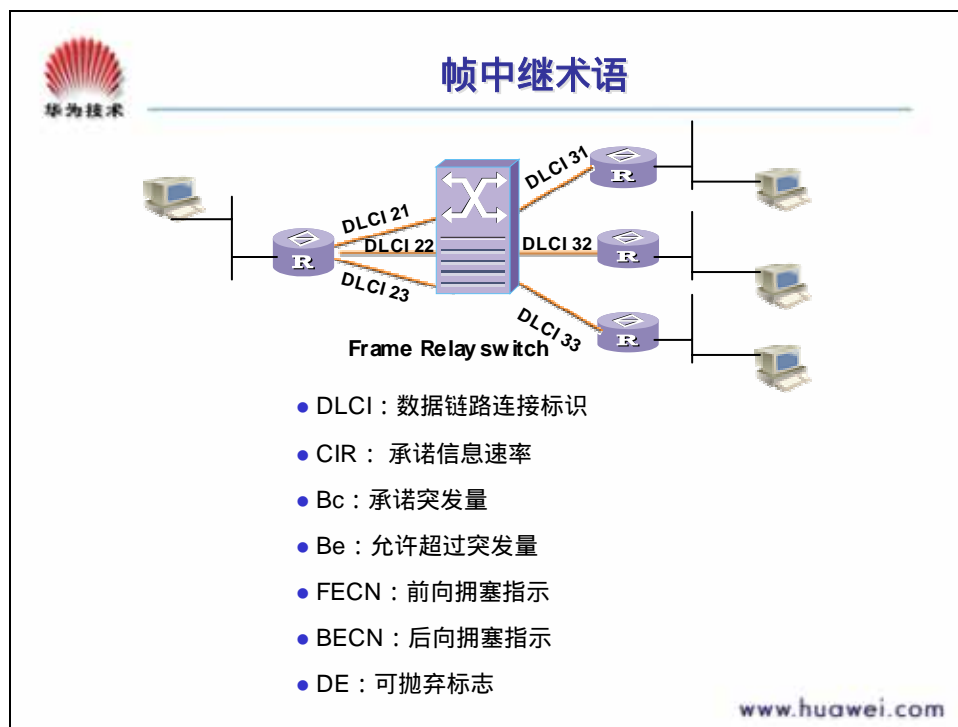 华为技术
帧中继术语
DLCI 31
R
DLCI 21
DLCI 22
DLCI 32
R
R
DLCI 23
DLCI 33
R
Frame Relay switch
● DLCI：数据链路连接标识
● CIR： 承诺信息速率
● Bc：承诺突发量
● Be：允许超过突发量
● FECN：前向拥塞指示
● BECN：后向拥塞指示
● DE：可抛弃标志
www.huawei.com